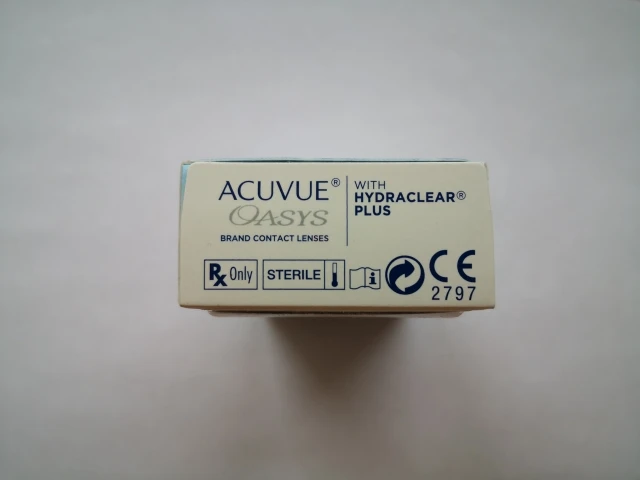 ACUVUE®
OASYS
BRAND CONTACT LENSES
WITH
HYDRACLEAR®
PLUS
Rx Only
STERILE
i
CE
2797